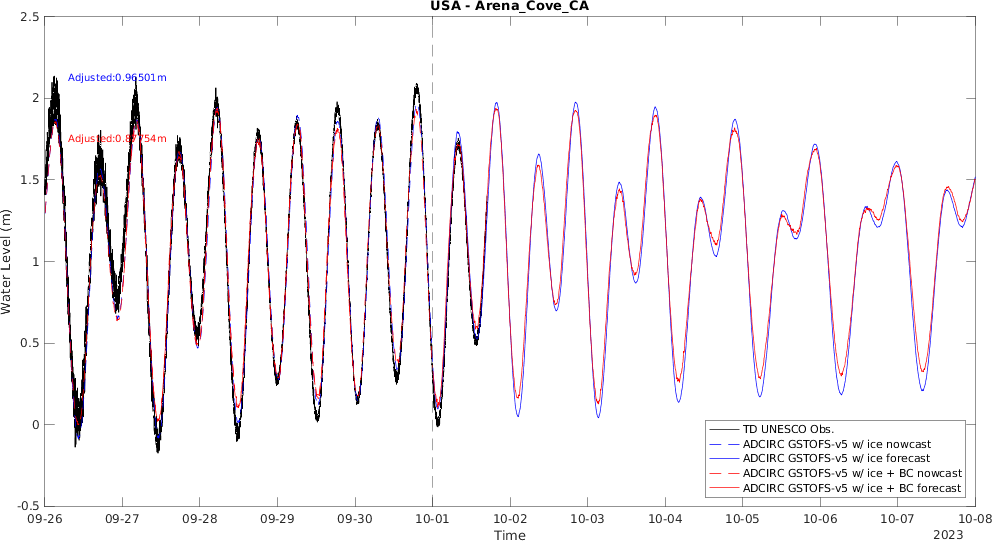 USA - Arena_Cove_CA
2.5
2
1.5
1
0.5
0
-0.5
Water Level (m)
Adjusted:0.96501m
Adjusted:0.87754m
09-26 09-27 09-28 09-29 09-30 10-01 10-02 10-03 10-04 10-05 10-06 10-07 10-08
Time
2023
TD UNESCO Obs.
ADCIRC GSTOFS-v5 w/ ice nowcast
ADCIRC GSTOFS-v5 w/ ice forecast
ADCIRC GSTOFS-v5 w/ ice + BC nowcast
ADCIRC GSTOFS-v5 w/ ice + BC forecast